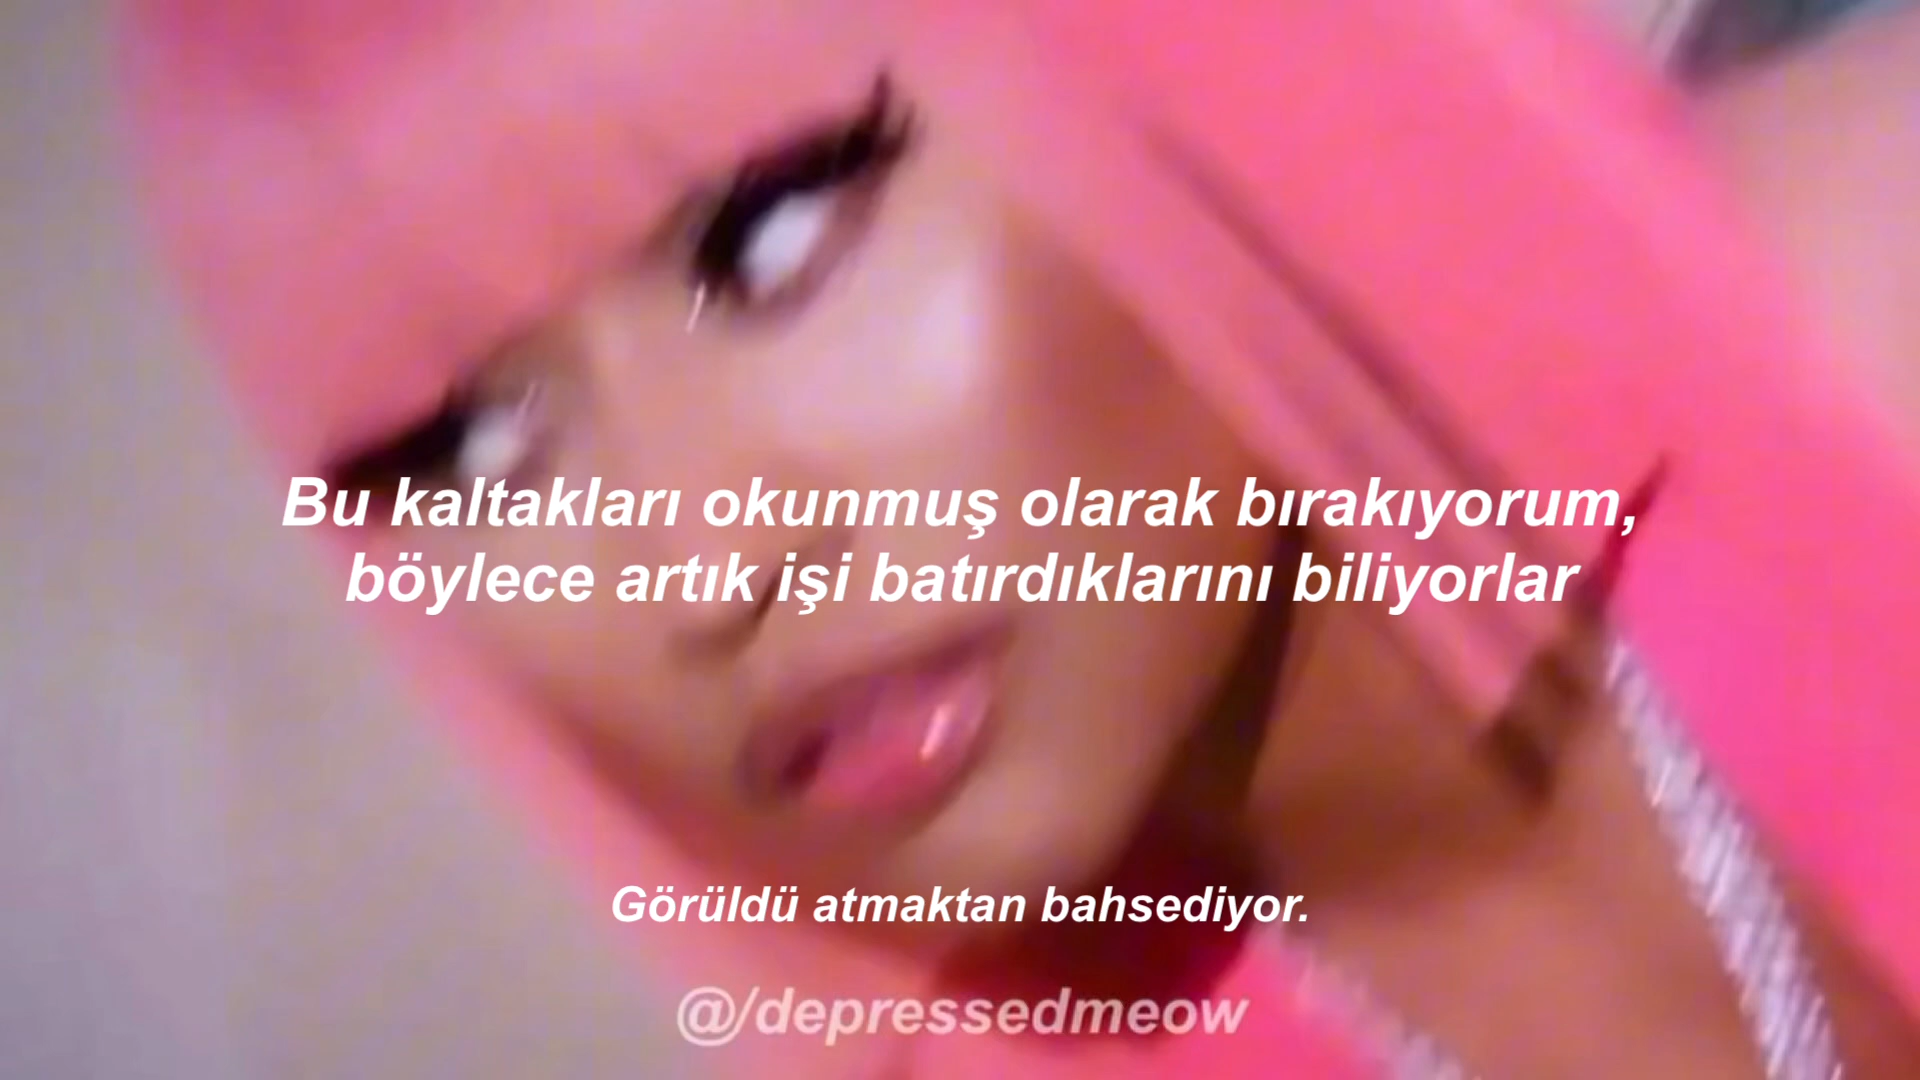 Bu kaltakları okunmuş olarak bırakıyorum,
böylece artık işi batırdıklarını biliyorlar
Görüldü atmaktan bahsediyor.
@/depressedmeow